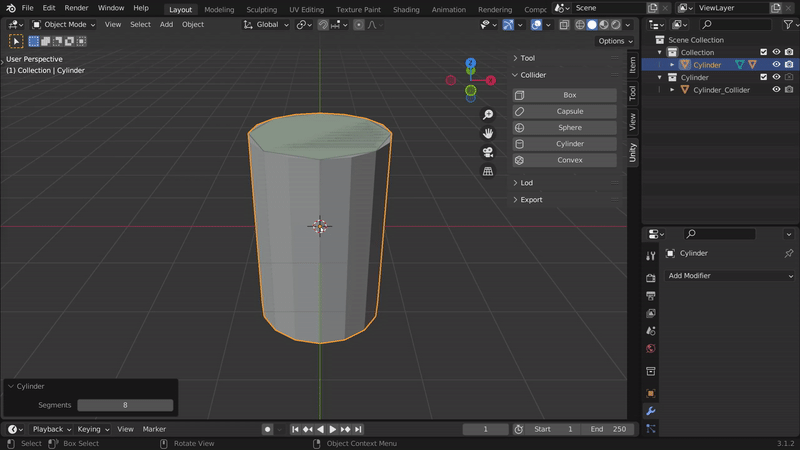 File Edit Render Window Help Layout Modeling Sculpting UV Editing Texture Paint Shading Animation Rendering Scene ViewLayer
Object Mode View Select Add Object Global
Options
User Perspective
(1) Collection | Cylinder
X
Y
Z
Tool
Collider
Box
Capsule
Sphere
Cylinder
Convex
Lod
Export
Item
Tool
View
Unity
Scene Collection
Collection
Cylinder
Cylinder
Cylinder_Collider
Cylinder
Add Modifier
Cylinder
Segments 8
Playback Keying View Marker 1 Start 1 End 250
Select Box Select Rotate View Object Context Menu 3.1.2